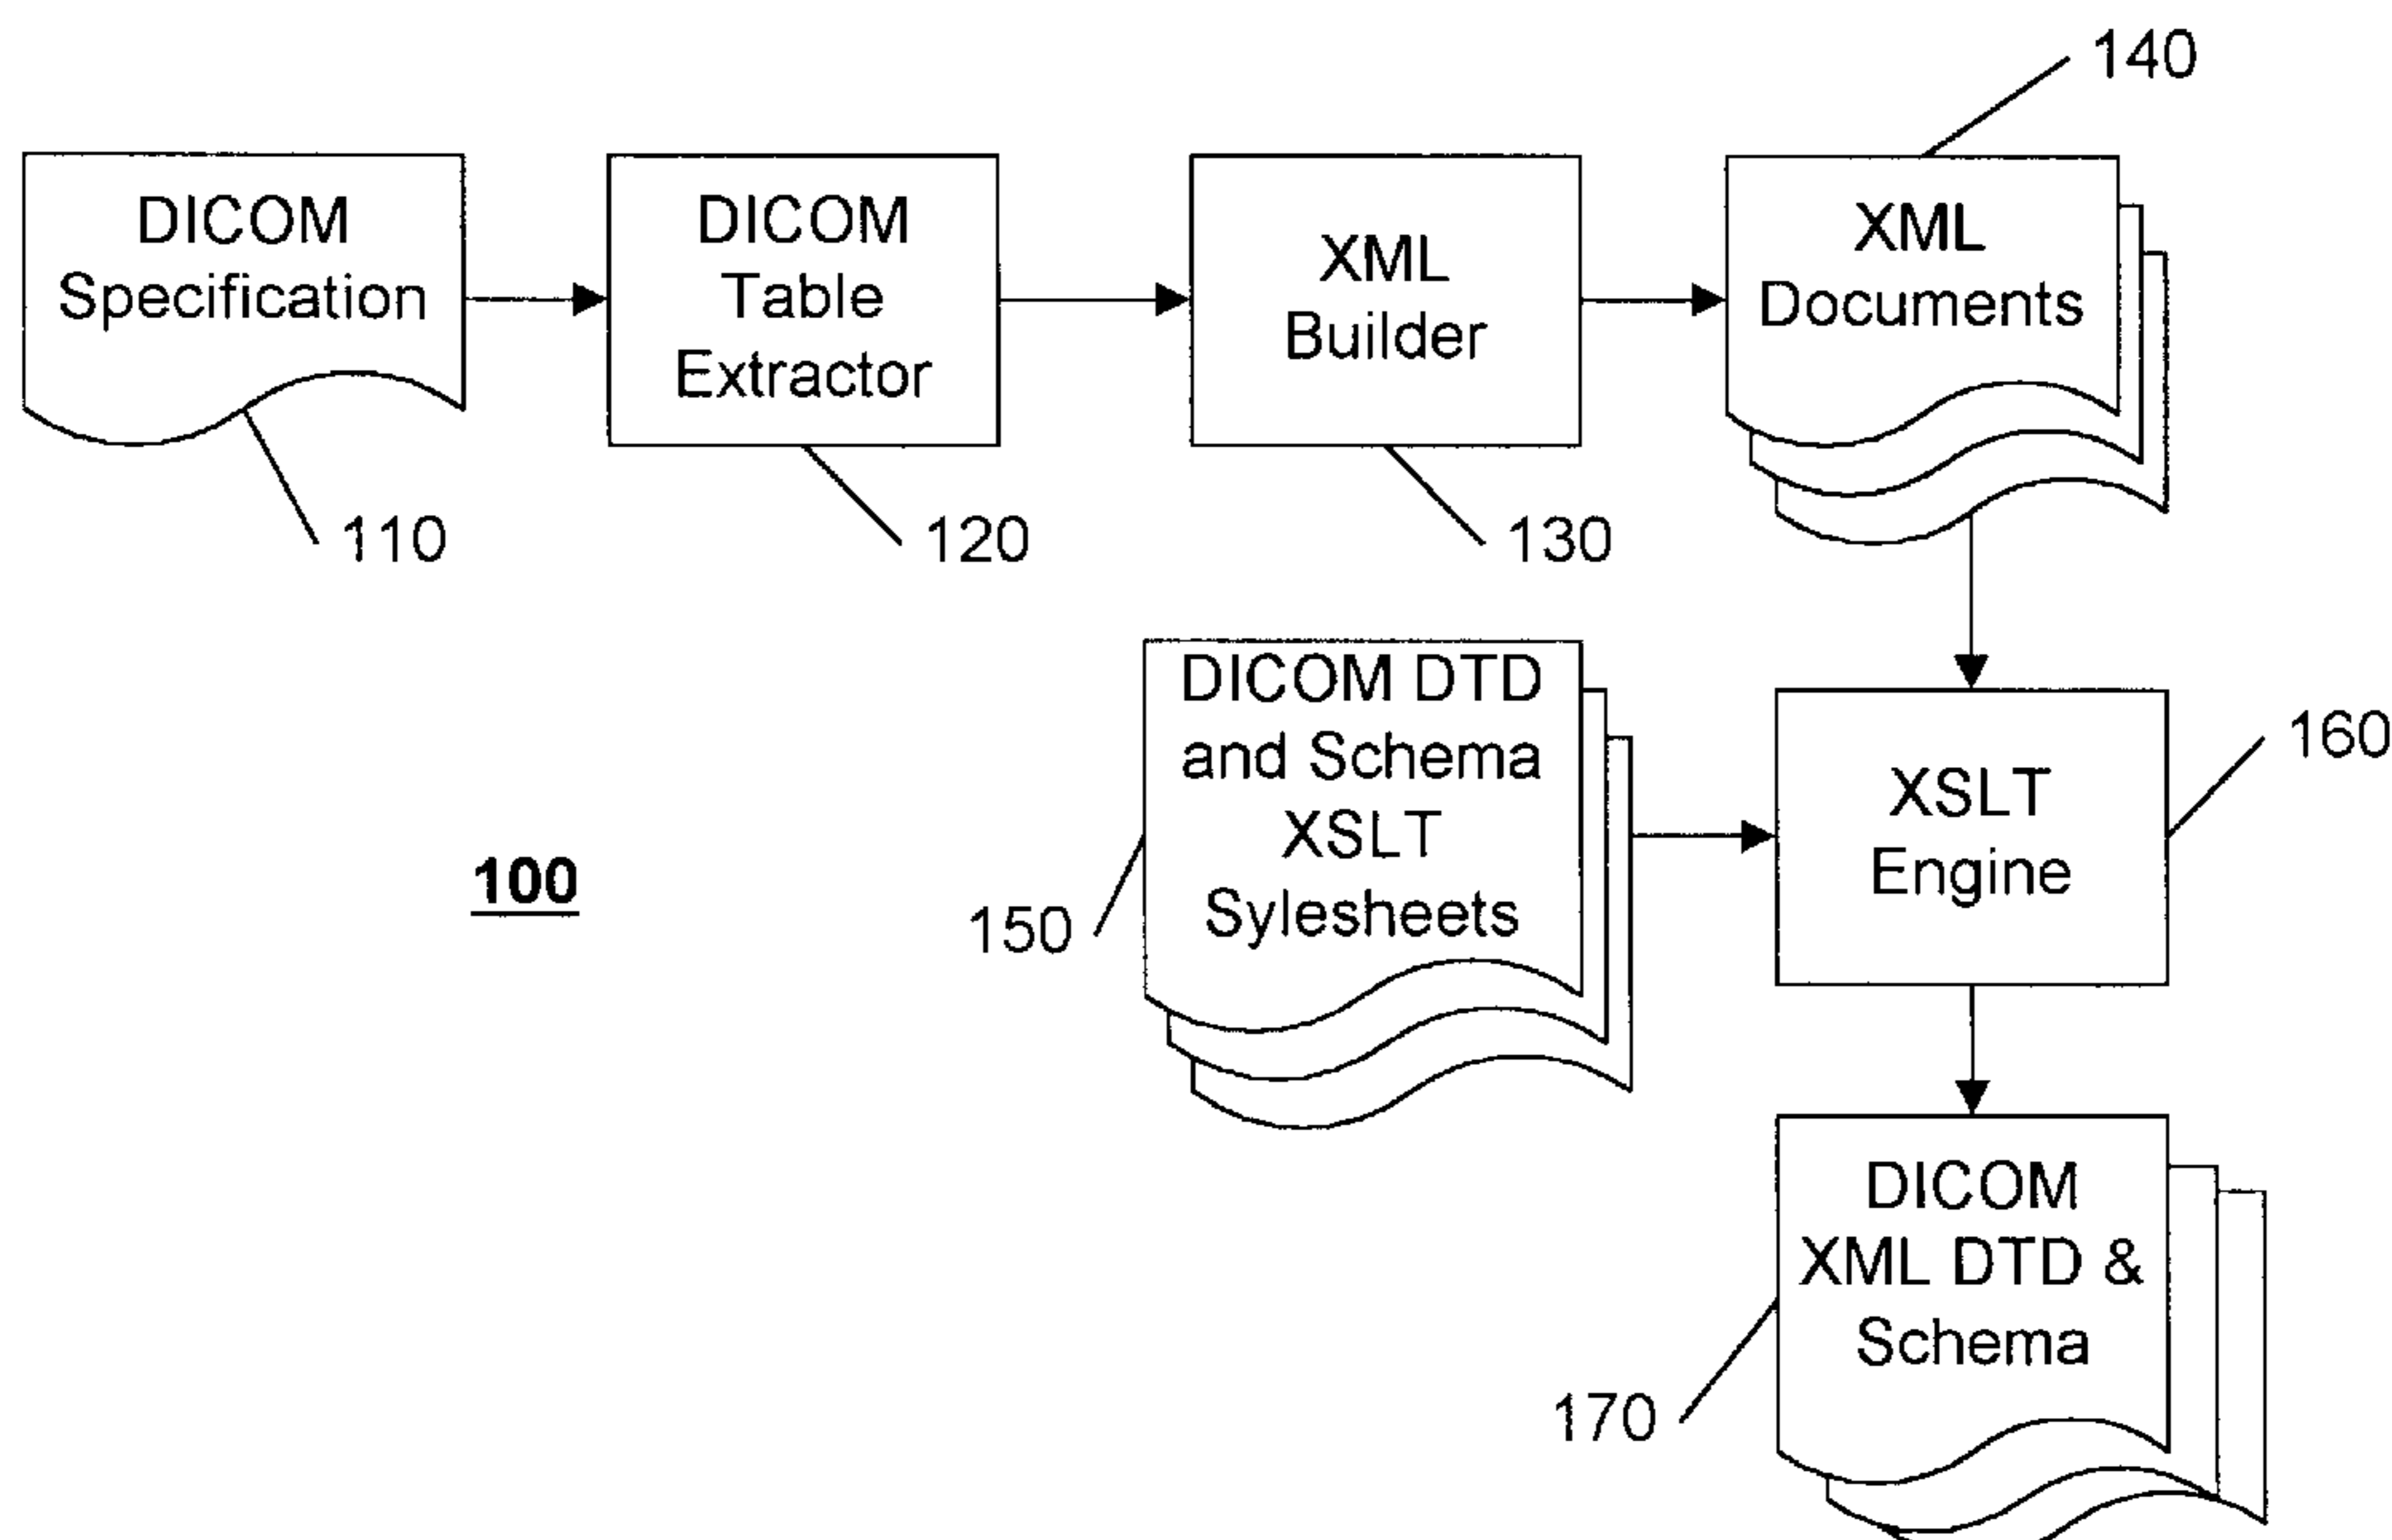 140
DICOM
Specification
DICOM
Table
Extractor
XML
Builder
XML
Documents
110
120
130
DICOM DTD
and Schema
XSLT
Sylesheets
160
XSLT
Engine
100
150
DICOM
XML DTD &
Schema
170